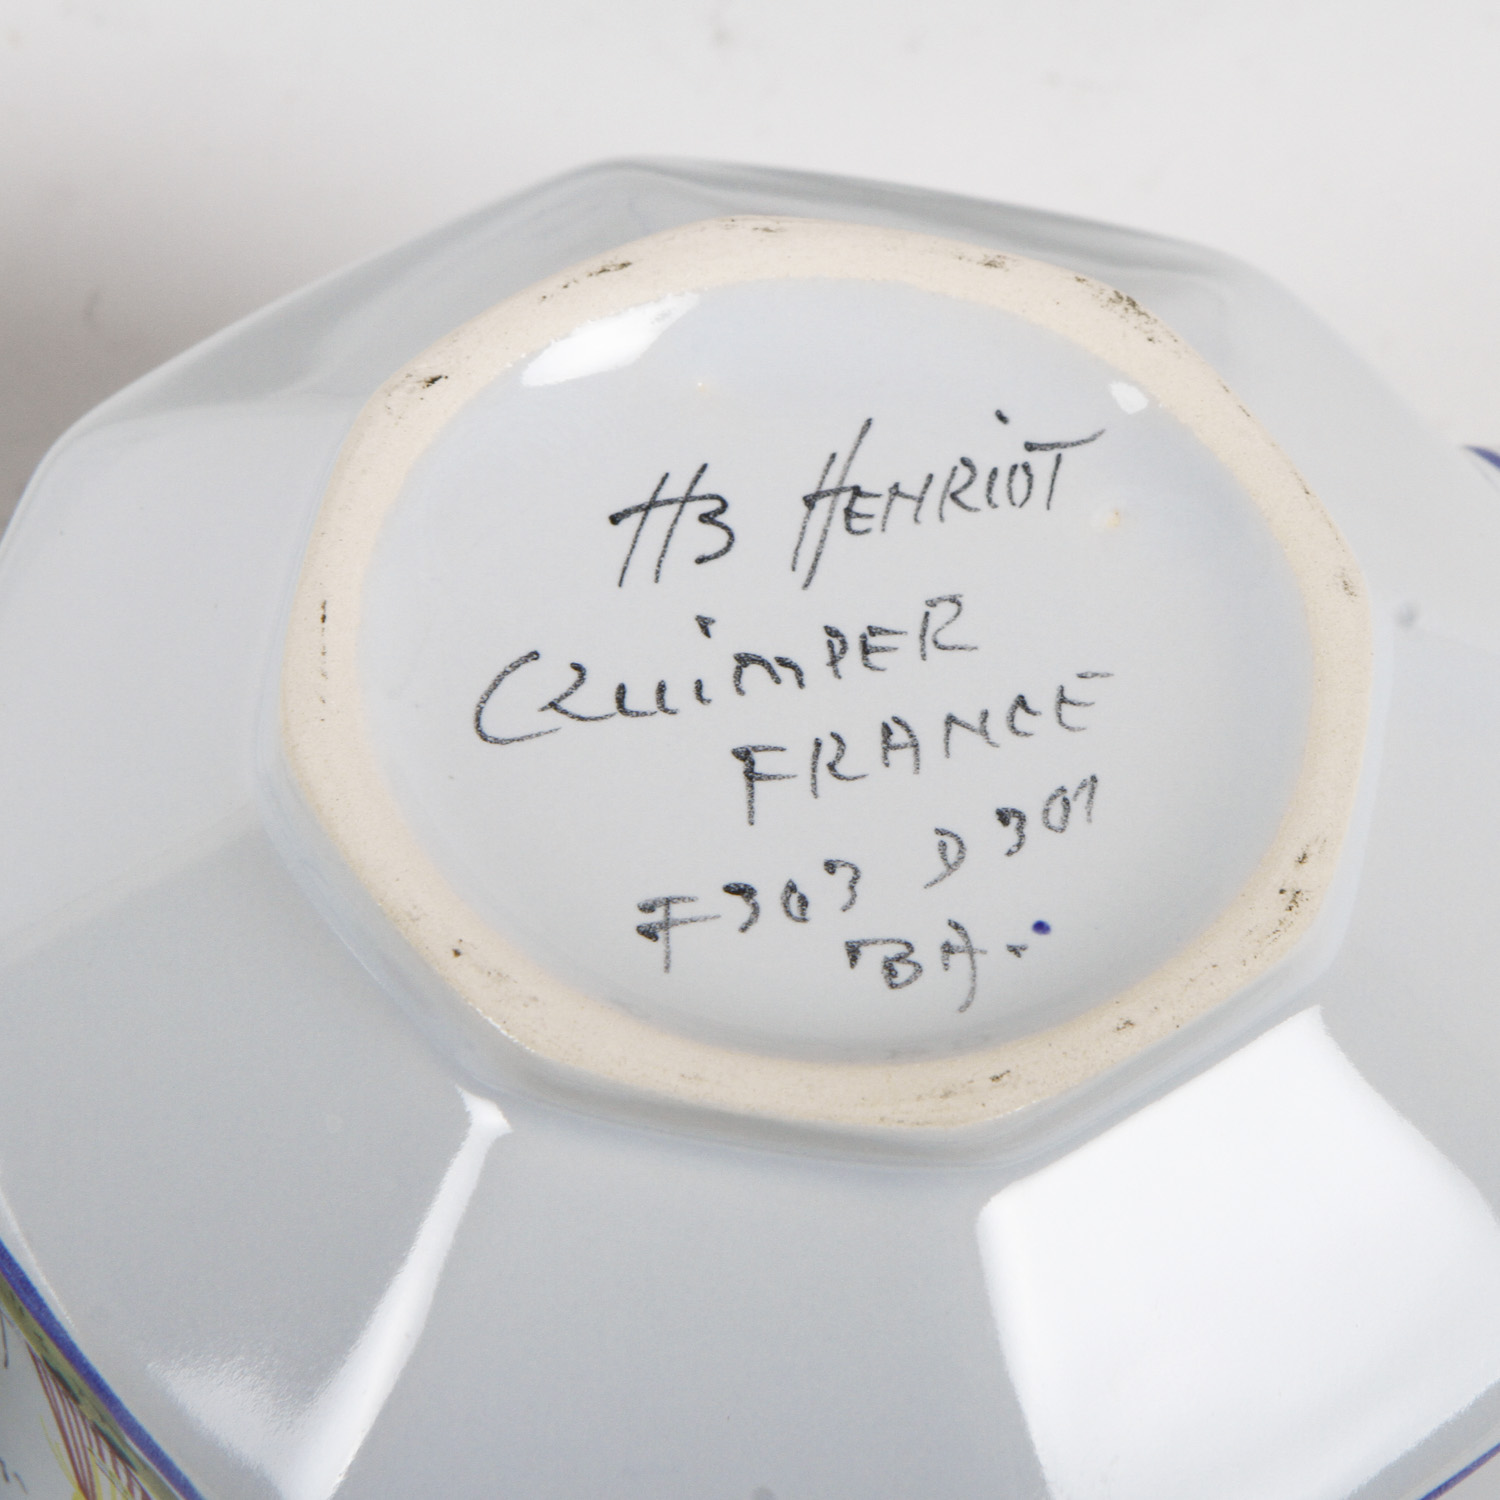 HB HENRIOT
QUIMPER
FRANCE
F303 D301
BA.